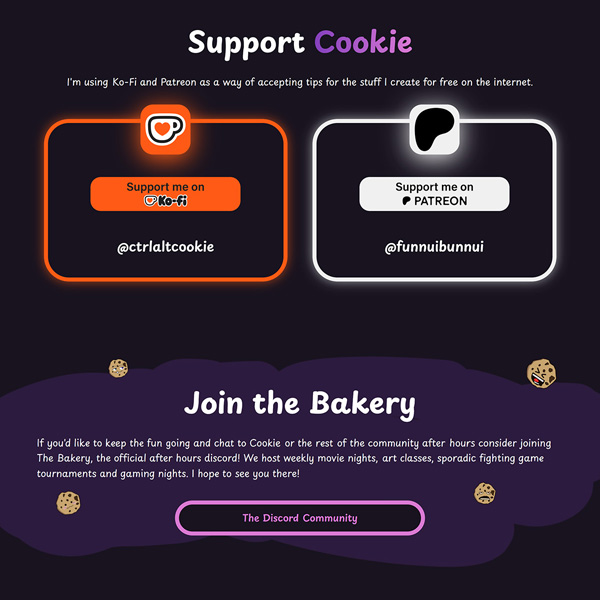 Support Cookie
I'm using Ko-Fi and Patreon as a way of accepting tips for the stuff I create for free on the internet.
Support me on
Ko-fi
@ctrlaltcookie
Support me on
PATREON
@funnuibunnui
Join the Bakery
If you'd like to keep the fun going and chat to Cookie or the rest of the community after hours consider joining
The Bakery, the official after hours discord! We host weekly movie nights, art classes, sporadic fighting game
tournaments and gaming nights. I hope to see you there!
The Discord Community